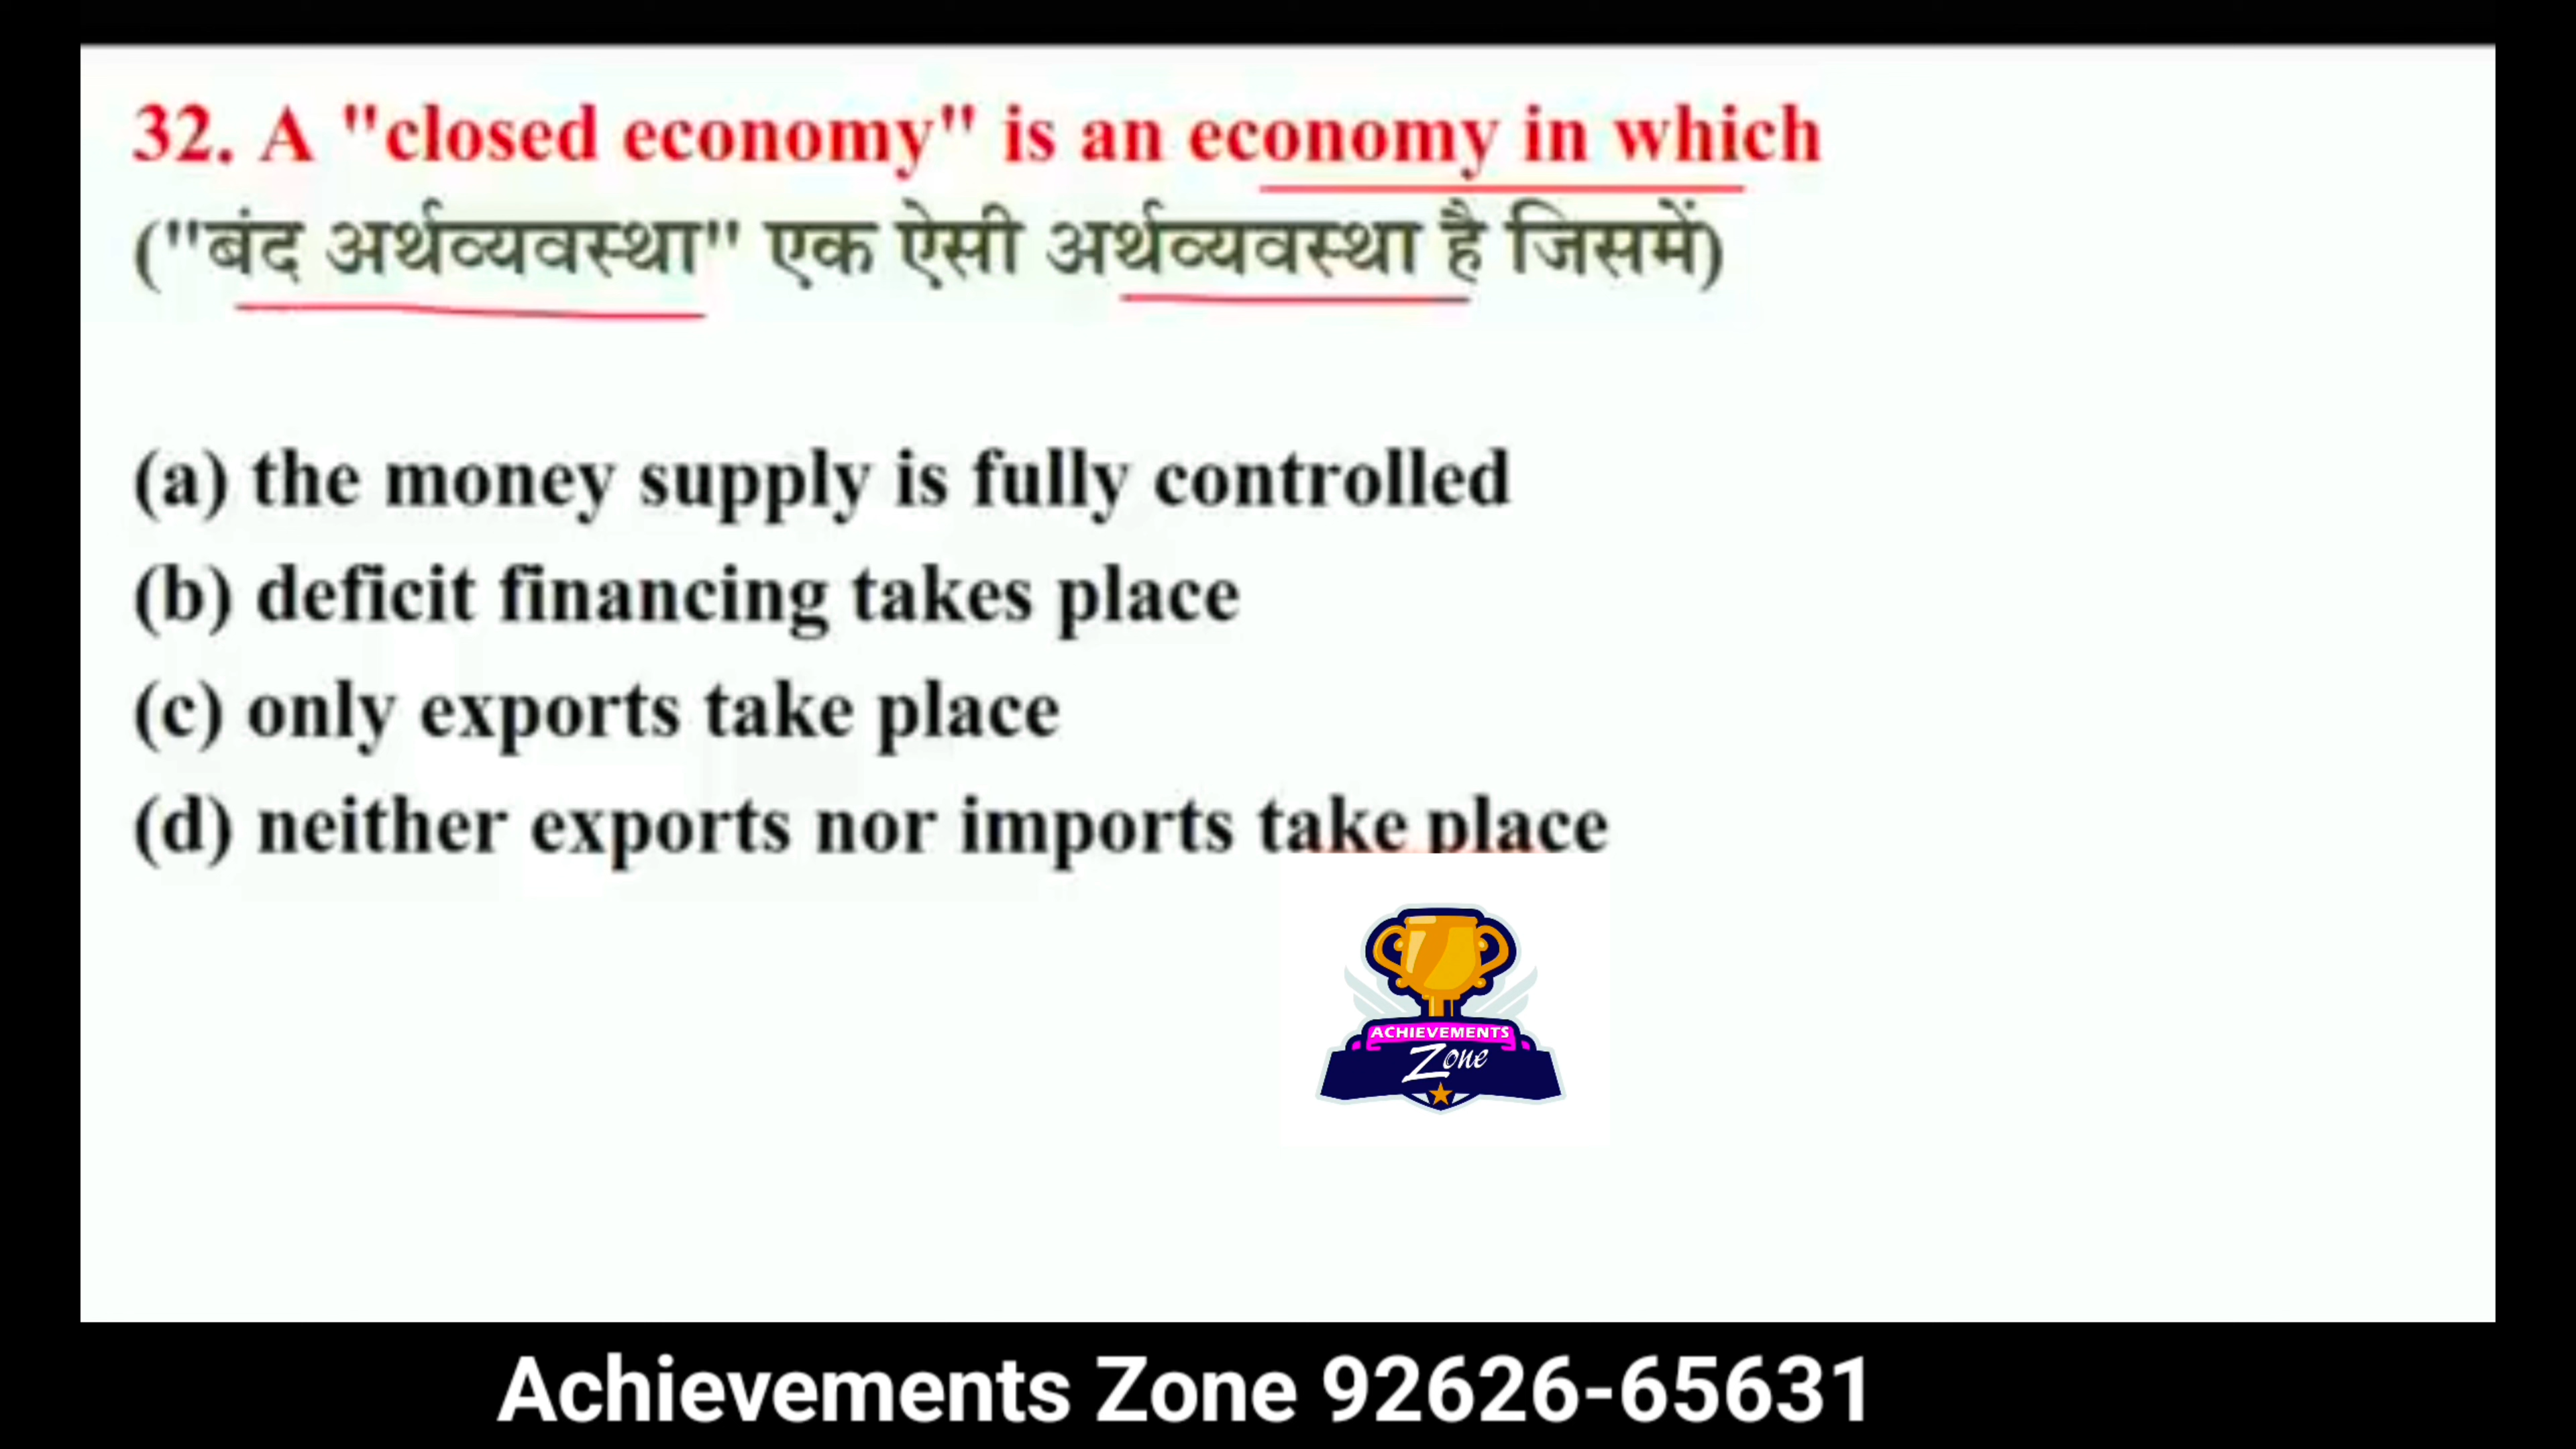 32. A "closed economy" is an economy in which
("बंद अर्थव्यवस्था" एक ऐसी अर्थव्यवस्था है जिसमें)
(a) the money supply is fully controlled
(b) deficit financing takes place
(c) only exports take place
(d) neither exports nor imports take place
ACHIEVEMENTS
Zone
Achievements Zone 92626-65631